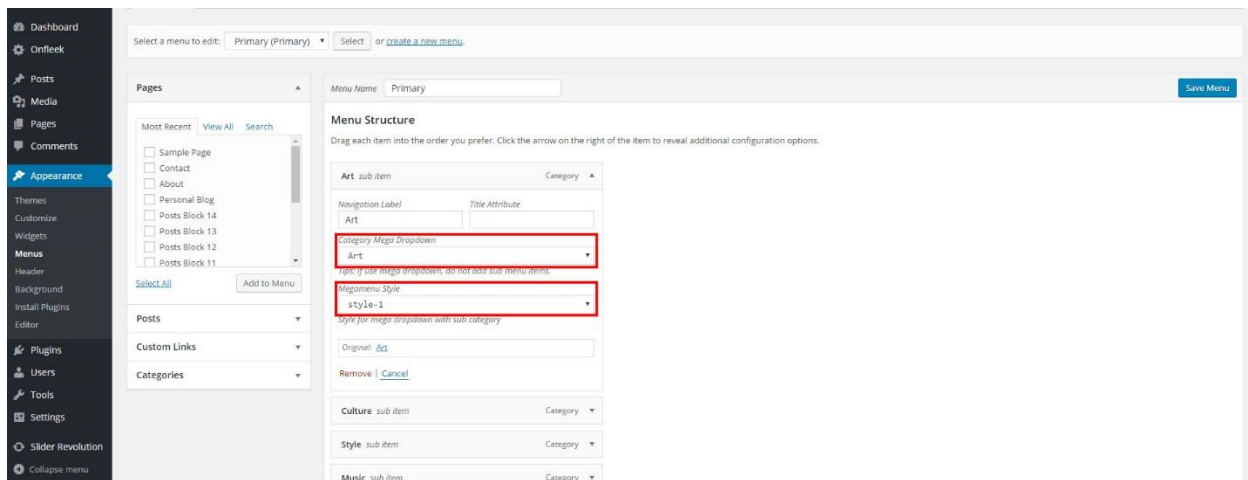 Dashboard
Onfleek
Posts
Media
Pages
Comments
Appearance
Themes
Customize
Widgets
Menus
Header
Background
Install Plugins
Editor
Plugins
Users
Tools
Settings
Slider Revolution
Collapse menu
Select a menu to edit: Primary (Primary) Select or create a new menu.
Pages
Most Recent View All Search
Sample Page
Contact
About
Personal Blog
Posts Block 14
Posts Block 13
Posts Block 12
Posts Block 11
Select All Add to Menu
Posts
Custom Links
Categories
Menu Name Primary Save Menu
Menu Structure
Drag each item into the order you prefer. Click the arrow on the right of the item to reveal additional configuration options.
Art sub item Category
Navigation Label Title Attribute
Art
Category Mega Dropdown
Art
Tips: if use mega dropdown, do not add sub menu items.
Megamenu Style
style-1
Style for mega dropdown with sub category
Original: Art
Remove | Cancel
Culture sub item Category
Style sub item Category
Music sub item Category